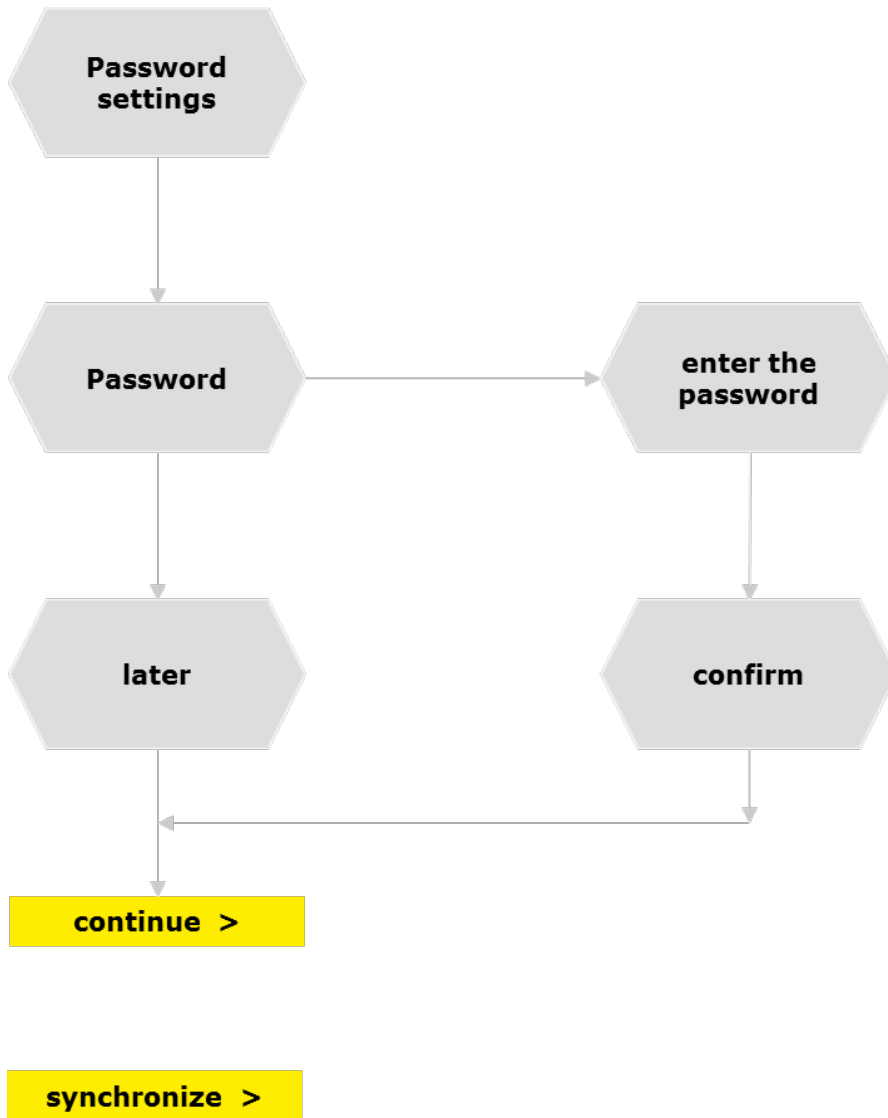 Password
settings
Password
enter the
password
later
confirm
continue >
synchronize >